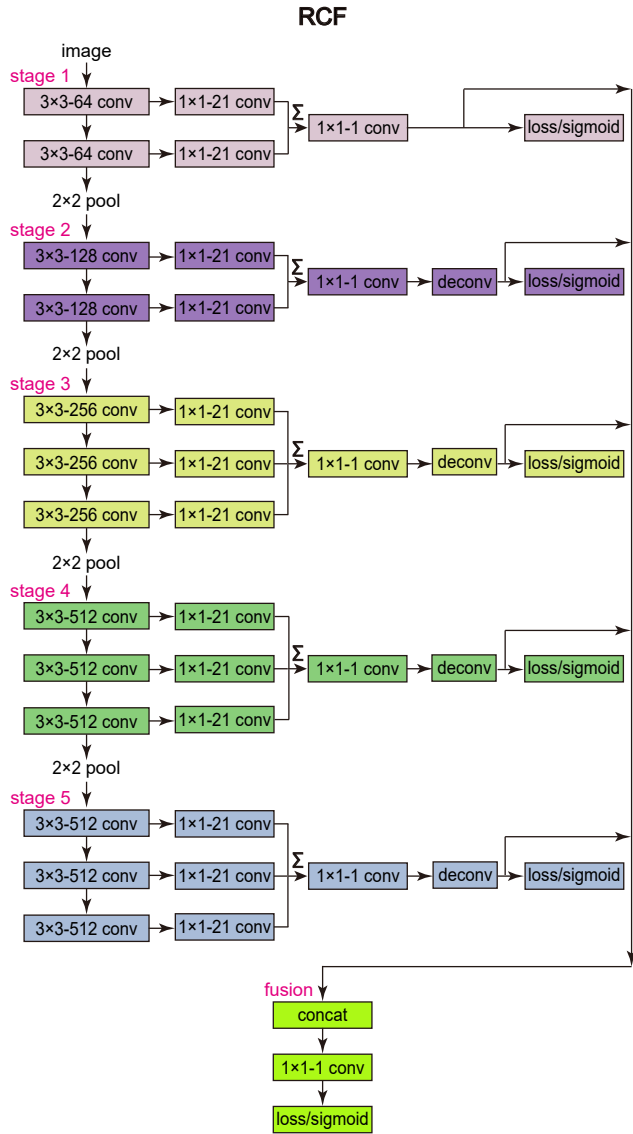 RCF
image
stage 1
3×3-64 conv
1×1-21 conv
Σ
1×1-1 conv
loss/sigmoid
3×3-64 conv
1×1-21 conv
2×2 pool
stage 2
3×3-128 conv
1×1-21 conv
Σ
1×1-1 conv
deconv
loss/sigmoid
3×3-128 conv
1×1-21 conv
2×2 pool
stage 3
3×3-256 conv
1×1-21 conv
Σ
3×3-256 conv
1×1-21 conv
1×1-1 conv
deconv
loss/sigmoid
3×3-256 conv
1×1-21 conv
2×2 pool
stage 4
3×3-512 conv
1×1-21 conv
Σ
3×3-512 conv
1×1-21 conv
1×1-1 conv
deconv
loss/sigmoid
3×3-512 conv
1×1-21 conv
2×2 pool
stage 5
3×3-512 conv
1×1-21 conv
Σ
3×3-512 conv
1×1-21 conv
1×1-1 conv
deconv
loss/sigmoid
3×3-512 conv
1×1-21 conv
fusion
concat
1×1-1 conv
loss/sigmoid